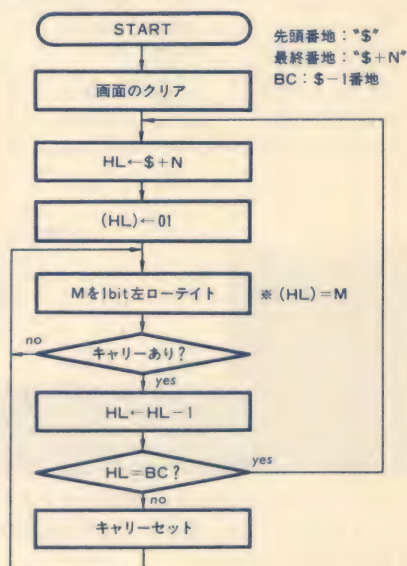 START
先頭番地:“$”
最終番地:“$+N”
BC:$-1番地
画面のクリア
HL←$+N
(HL)←01
Mを1bit左ローテイト
※ (HL)=M
no
キャリーあり?
yes
HL←HL-1
HL=BC?
yes
no
キャリーセット